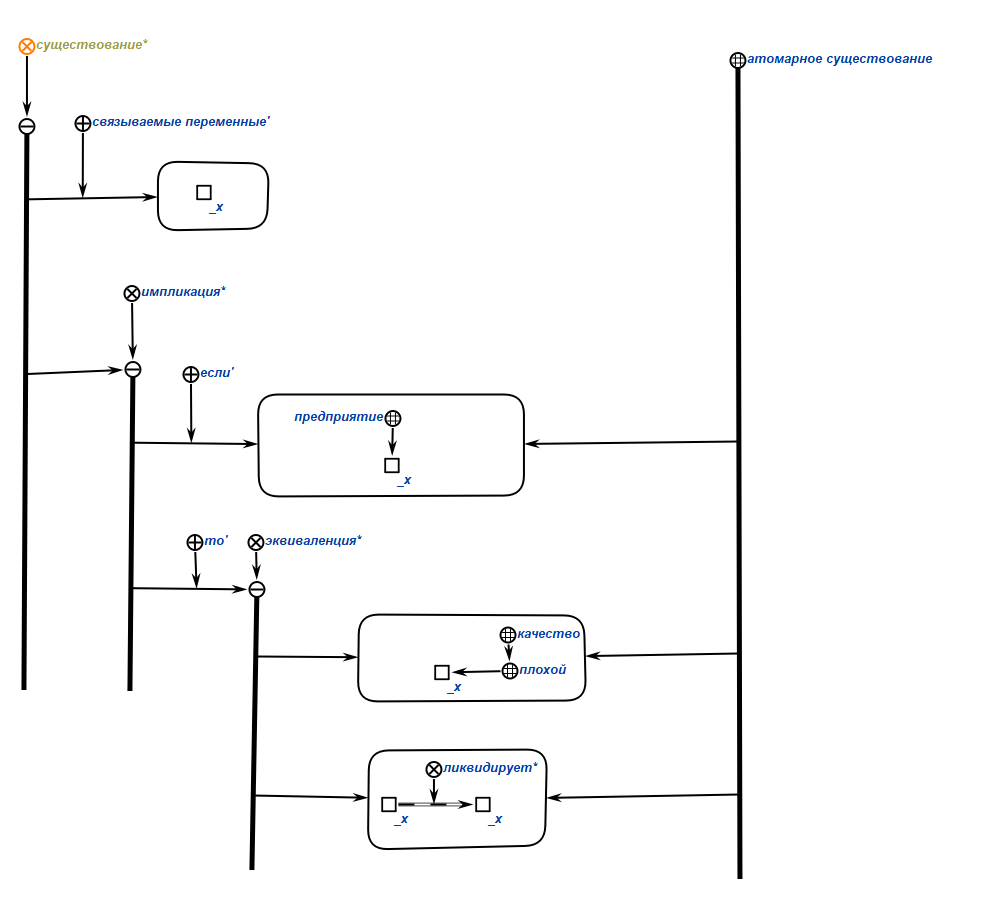 существование*
атомарное существование
связываемые переменные'
_x
импликация*
если'
предприятие
_x
то'
эквиваленция*
качество
плохой
_x
ликвидирует*
_x
_x